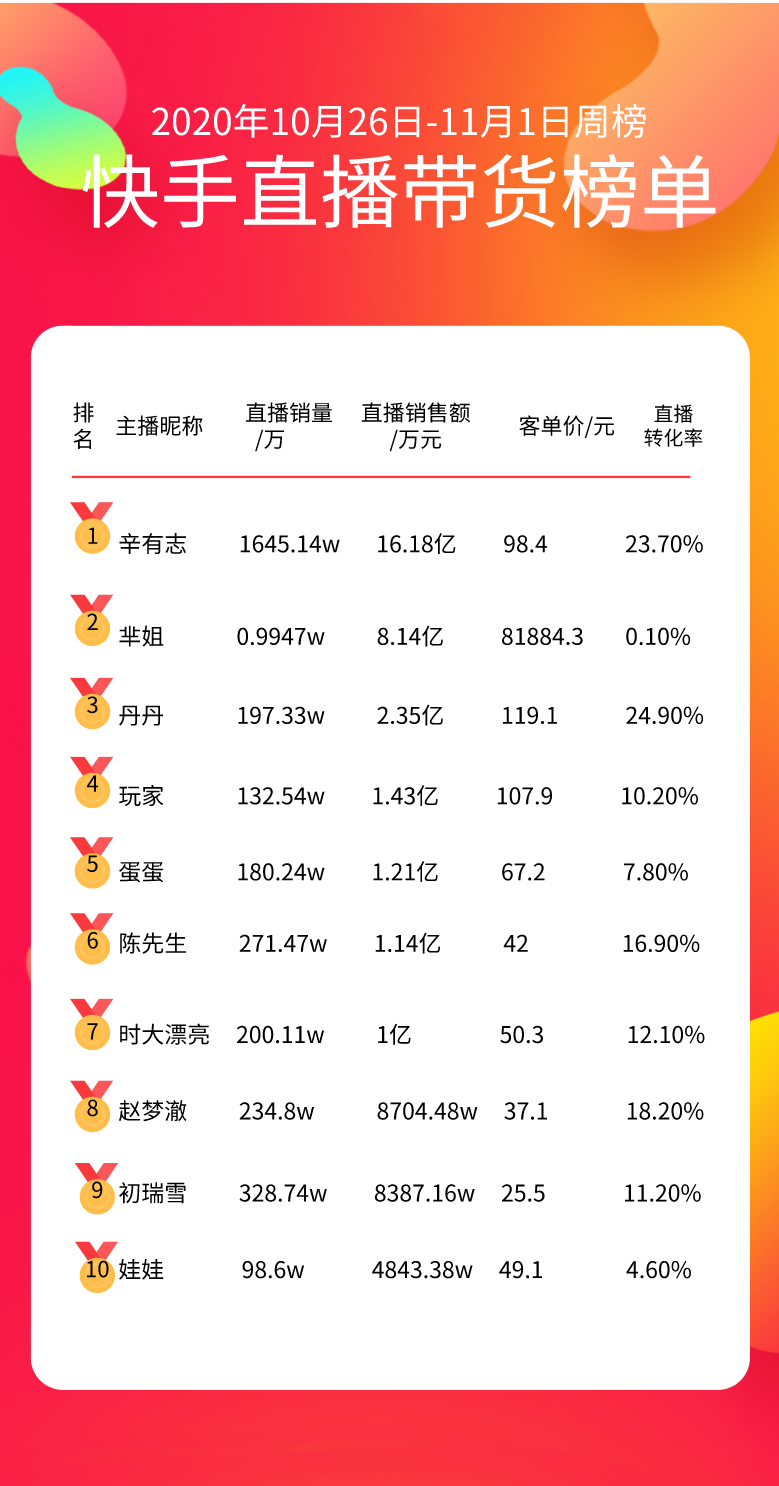 2020年10月26日-11月1日周榜
快手直播带货榜单
排名 主播昵称 直播销量/万 直播销售额/万元 客单价/元 直播转化率
1 辛有志 1645.14w 16.18亿 98.4 23.70%
2 芈姐 0.9947w 8.14亿 81884.3 0.10%
3 丹丹 197.33w 2.35亿 119.1 24.90%
4 玩家 132.54w 1.43亿 107.9 10.20%
5 蛋蛋 180.24w 1.21亿 67.2 7.80%
6 陈先生 271.47w 1.14亿 42 16.90%
7 时大漂亮 200.11w 1亿 50.3 12.10%
8 赵梦澈 234.8w 8704.48w 37.1 18.20%
9 初瑞雪 328.74w 8387.16w 25.5 11.20%
10 娃娃 98.6w 4843.38w 49.1 4.60%